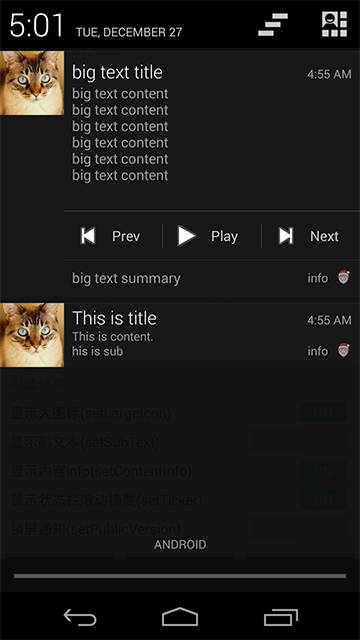 5:01 TUE, DECEMBER 27
big text title 4:55 AM
big text content
big text content
big text content
big text content
big text content
big text content
Prev Play Next
big text summary info
This is title 4:55 AM
This is content.
his is sub info
显示大图标(setLargeIcon)
显示副文本(setSubText)
显示内容info(setContentInfo)
显示状态栏滚动摘要(setTicker)
锁屏通知(setPublicVersion)
ANDROID